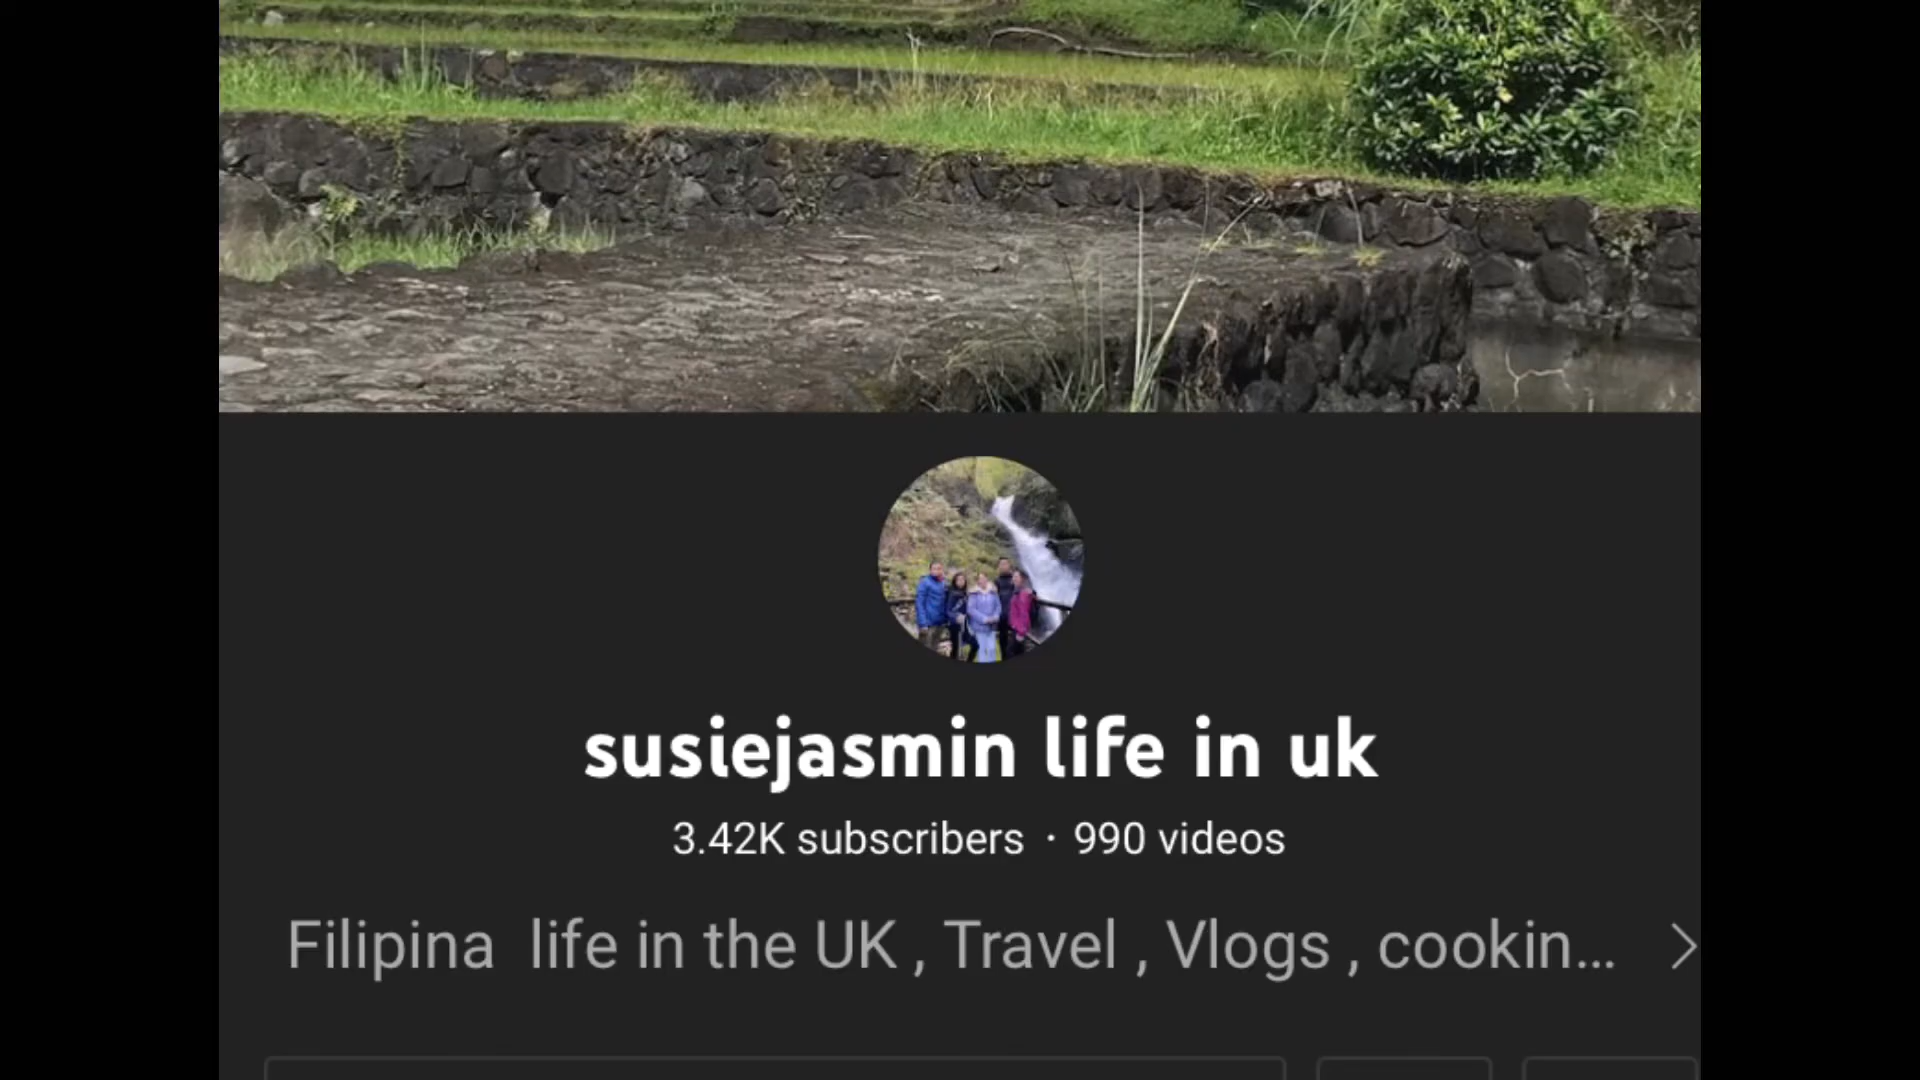 susiejasmin life in uk
3.42K subscribers · 990 videos
Filipina life in the UK , Travel , Vlogs , cookin...